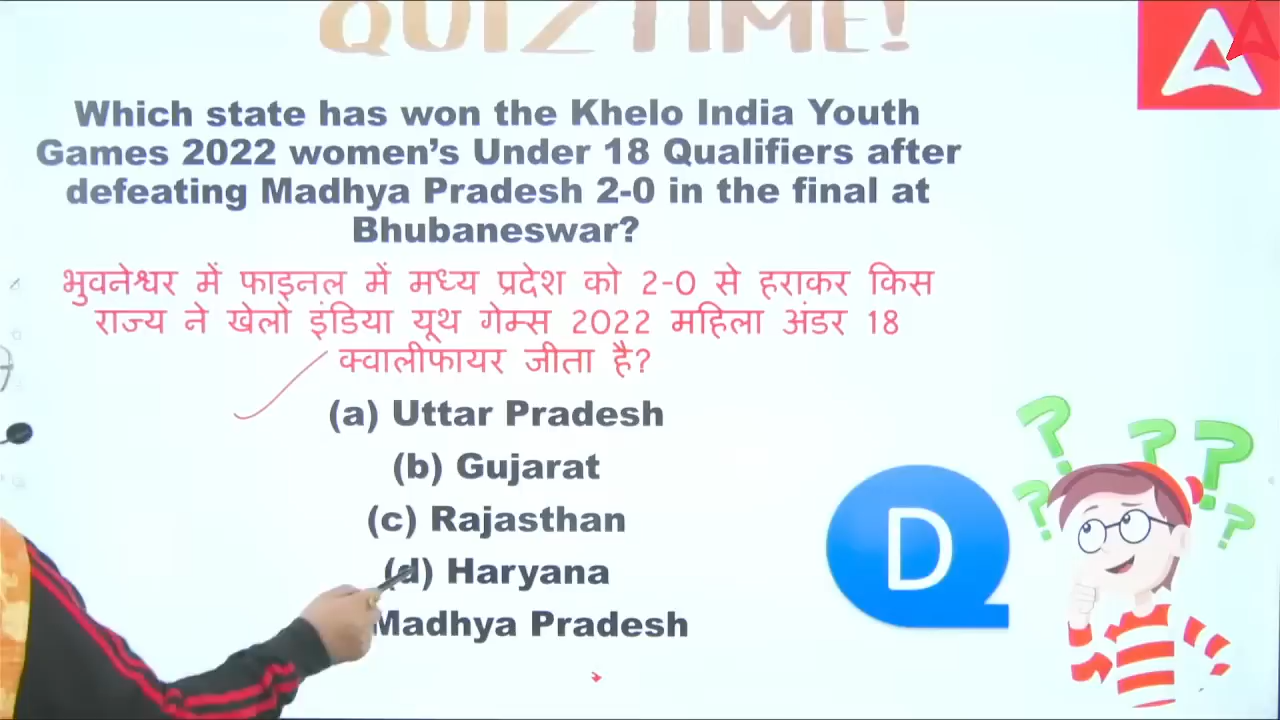 QUIZ TIME!
Which state has won the Khelo India Youth
Games 2022 women’s Under 18 Qualifiers after
defeating Madhya Pradesh 2-0 in the final at
Bhubaneswar?
भुवनेश्वर में फाइनल में मध्य प्रदेश को 2-0 से हराकर किस
राज्य ने खेलो इंडिया यूथ गेम्स 2022 महिला अंडर 18
क्वालीफायर जीता है?
(a) Uttar Pradesh
(b) Gujarat
(c) Rajasthan
(d) Haryana
Madhya Pradesh
D